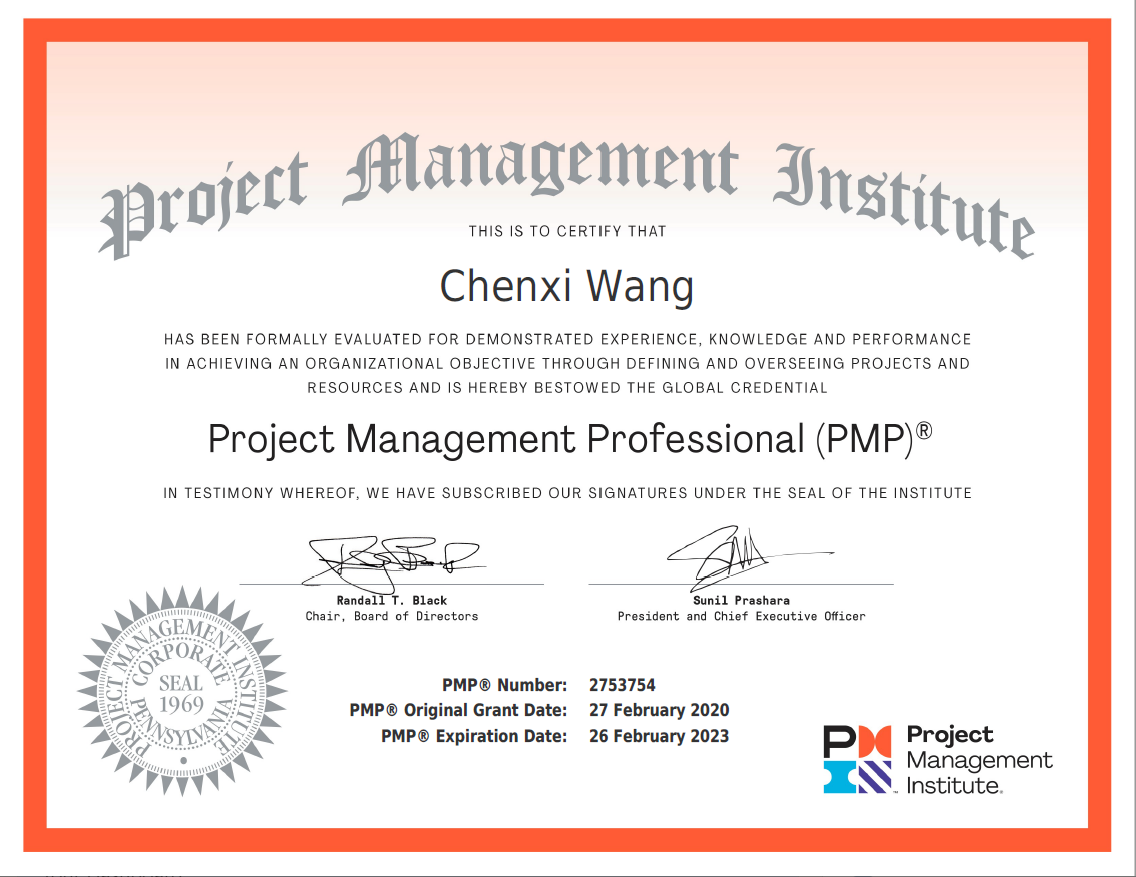 Project Management Institute
THIS IS TO CERTIFY THAT
Chenxi Wang
HAS BEEN FORMALLY EVALUATED FOR DEMONSTRATED EXPERIENCE, KNOWLEDGE AND PERFORMANCE
IN ACHIEVING AN ORGANIZATIONAL OBJECTIVE THROUGH DEFINING AND OVERSEEING PROJECTS AND
RESOURCES AND IS HEREBY BESTOWED THE GLOBAL CREDENTIAL
Project Management Professional (PMP)®
IN TESTIMONY WHEREOF, WE HAVE SUBSCRIBED OUR SIGNATURES UNDER THE SEAL OF THE INSTITUTE
Randall T. Black
Chair, Board of Directors
Sunil Prashara
President and Chief Executive Officer
PROJECT MANAGEMENT INSTITUTE
CORPORATE
SEAL
1969
PENNSYLVANIA
PMP® Number: 2753754
PMP® Original Grant Date: 27 February 2020
PMP® Expiration Date: 26 February 2023
P
™
Project
Management
Institute®